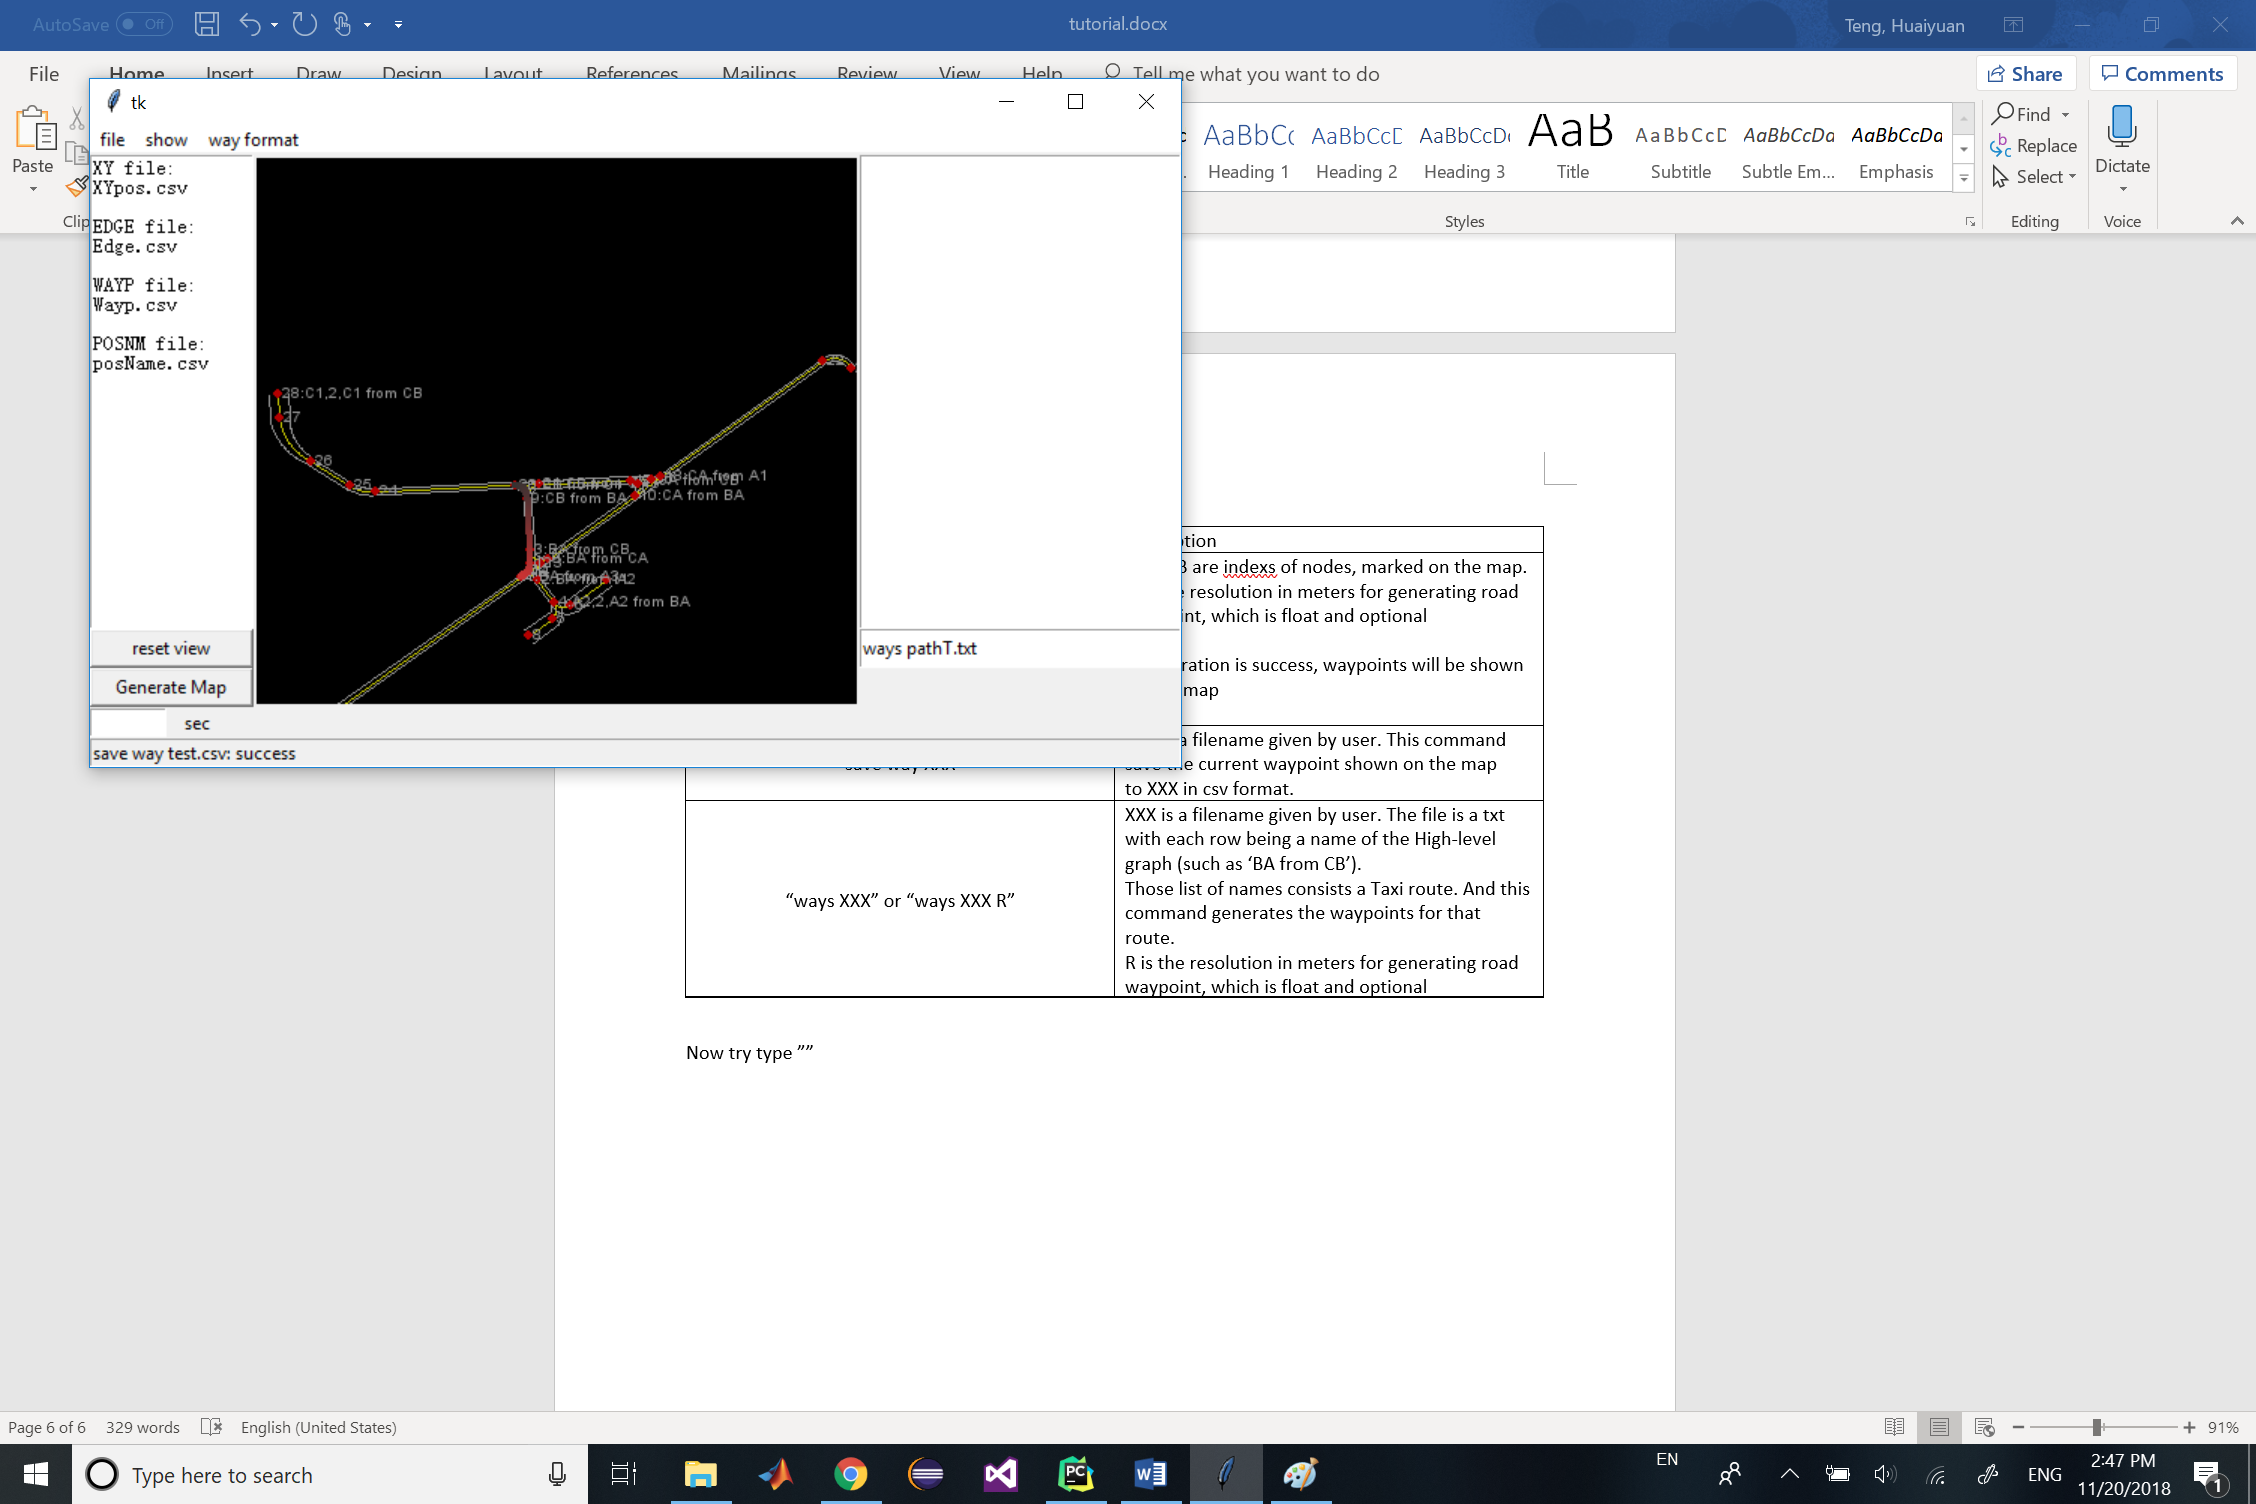 AutoSave Off
tutorial.docx
Teng, Huaiyuan
File Home Insert Draw Design Layout References Mailings Review View Help Tell me what you want to do
Share Comments
tk
file show way format
XY file:
XYpos.csv
EDGE file:
Edge.csv
WAYP file:
Wayp.csv
POSNM file:
posName.csv
reset view
Generate Map
sec
save way test.csv: success
28:C1,2,C1 from CB
27
26
25
24
CA from A1
9:CB from BA
10:CA from BA
3:BA from CB
BA from CA
A2
A2 from BA
ways pathT.txt
Paste
Clip
AaBbCc
Heading 1
AaBbCcD
Heading 2
AaBbCcDc
Heading 3
AaB
Title
AaBbCcD
Subtitle
AaBbCcDd
Subtle Em...
AaBbCcDd
Emphasis
Styles
Find
Replace
Select
Editing
Dictate
Voice
are indexs of nodes, marked on the map.
resolution in meters for generating road
which is float and optional
is success, waypoints will be shown
map
a filename given by user. This command
the current waypoint shown on the map
to XXX in csv format.
“ways XXX” or “ways XXX R”
XXX is a filename given by user. The file is a txt
with each row being a name of the High-level
graph (such as ‘BA from CB’).
Those list of names consists a Taxi route. And this
command generates the waypoints for that
route.
R is the resolution in meters for generating road
waypoint, which is float and optional
Now try type ””
Page 6 of 6 329 words English (United States)
91%
Type here to search
EN
ENG
2:47 PM
11/20/2018
1